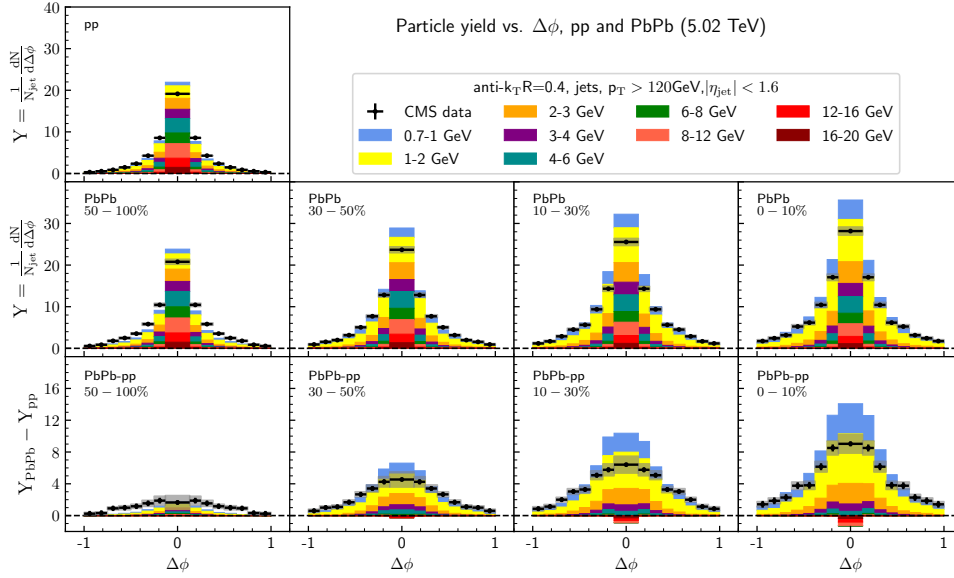 Particle yield vs. Δϕ, pp and PbPb (5.02 TeV)
pp
anti-k_T R=0.4, jets, p_T > 120GeV, |η_jet| < 1.6
CMS data
0.7-1 GeV
1-2 GeV
2-3 GeV
3-4 GeV
4-6 GeV
6-8 GeV
8-12 GeV
12-16 GeV
16-20 GeV
Y = 1/N_jet dN/dΔϕ
40
30
20
10
0
PbPb
50 − 100%
PbPb
30 − 50%
PbPb
10 − 30%
PbPb
0 − 10%
Y = 1/N_jet dN/dΔϕ
30
20
10
0
PbPb-pp
50 − 100%
PbPb-pp
30 − 50%
PbPb-pp
10 − 30%
PbPb-pp
0 − 10%
Y_PbPb − Y_pp
16
12
8
4
0
-1 0 1
-1 0 1
-1 0 1
-1 0 1
Δϕ Δϕ Δϕ Δϕ